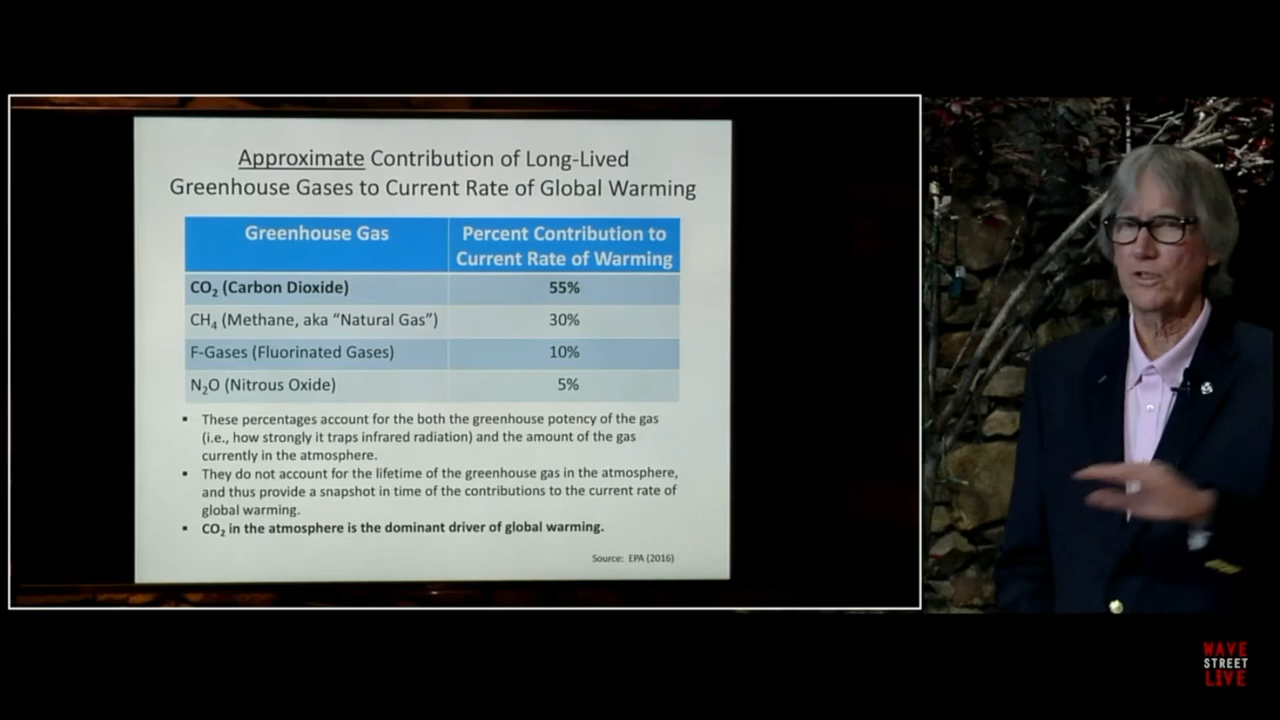 Approximate Contribution of Long-Lived
Greenhouse Gases to Current Rate of Global Warming
Greenhouse Gas
Percent Contribution to
Current Rate of Warming
CO₂ (Carbon Dioxide) 55%
CH₄ (Methane, aka “Natural Gas”) 30%
F-Gases (Fluorinated Gases) 10%
N₂O (Nitrous Oxide) 5%
▪ These percentages account for the both the greenhouse potency of the gas
(i.e., how strongly it traps infrared radiation) and the amount of the gas
currently in the atmosphere.
▪ They do not account for the lifetime of the greenhouse gas in the atmosphere,
and thus provide a snapshot in time of the contributions to the current rate of
global warming.
▪ CO₂ in the atmosphere is the dominant driver of global warming.
Source: EPA (2016)
WAVE
STREET
LIVE